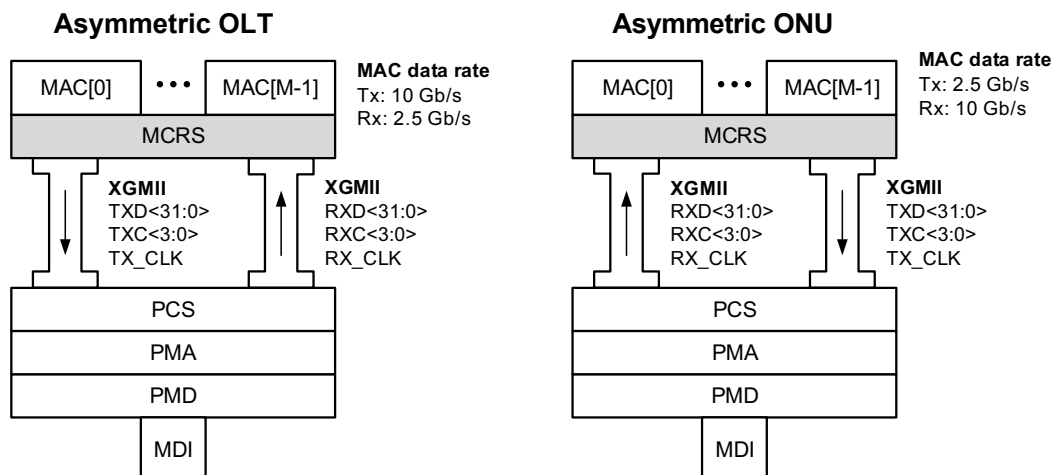 Asymmetric OLT
MAC[0]
•••
MAC[M-1]
MAC data rate
Tx: 10 Gb/s
Rx: 2.5 Gb/s
MCRS
XGMII
TXD<31:0>
TXC<3:0>
TX_CLK
XGMII
RXD<31:0>
RXC<3:0>
RX_CLK
PCS
PMA
PMD
MDI
Asymmetric ONU
MAC[0]
•••
MAC[M-1]
MAC data rate
Tx: 2.5 Gb/s
Rx: 10 Gb/s
MCRS
XGMII
RXD<31:0>
RXC<3:0>
RX_CLK
XGMII
TXD<31:0>
TXC<3:0>
TX_CLK
PCS
PMA
PMD
MDI